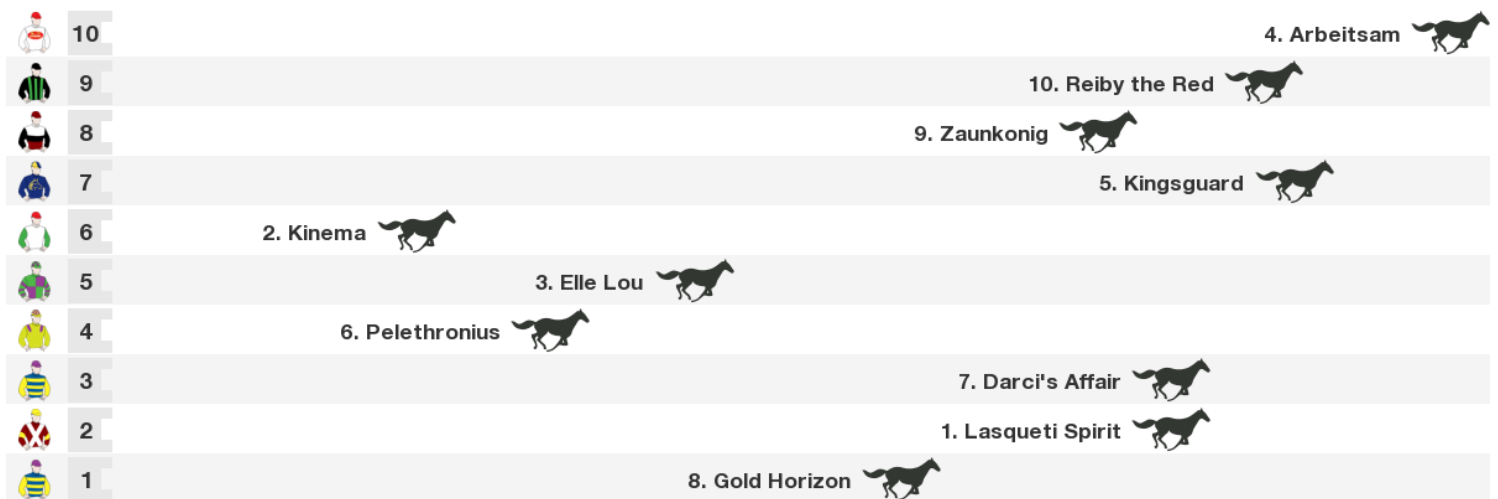 10 4. Arbeitsam
9 10. Reiby the Red
8 9. Zaunkonig
7 5. Kingsguard
6 2. Kinema
5 3. Elle Lou
4 6. Pelethronius
3 7. Darci's Affair
2 1. Lasqueti Spirit
1 8. Gold Horizon